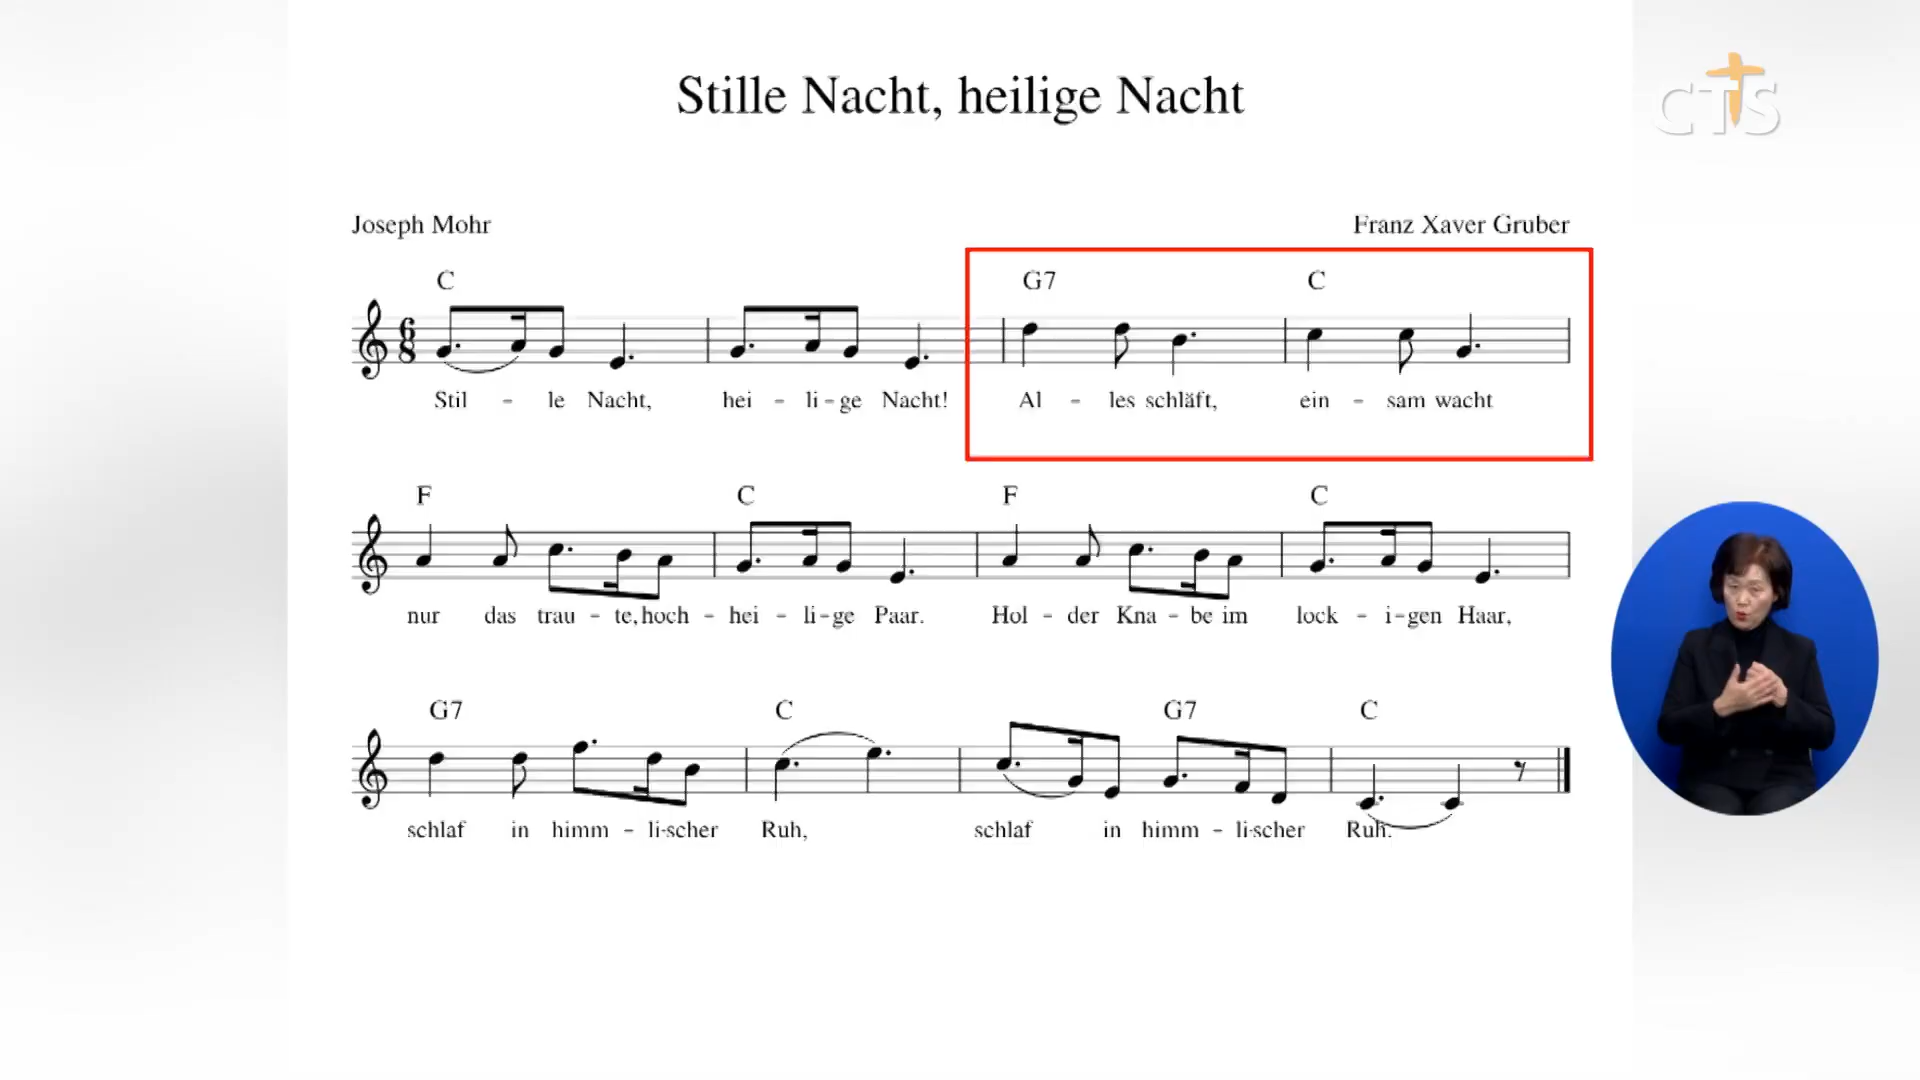 Stille Nacht, heilige Nacht
CTS
Joseph Mohr
Franz Xaver Gruber
C G7 C
6
8
Stil - le Nacht, hei - li - ge Nacht! Al - les schläft, ein - sam wacht
F C F C
nur das trau - te, hoch - hei - li - ge Paar. Hol - der Kna - be im lock - i - gen Haar,
G7 C G7 C
schlaf in himm - li-scher Ruh, schlaf in himm - li-scher Ruh.